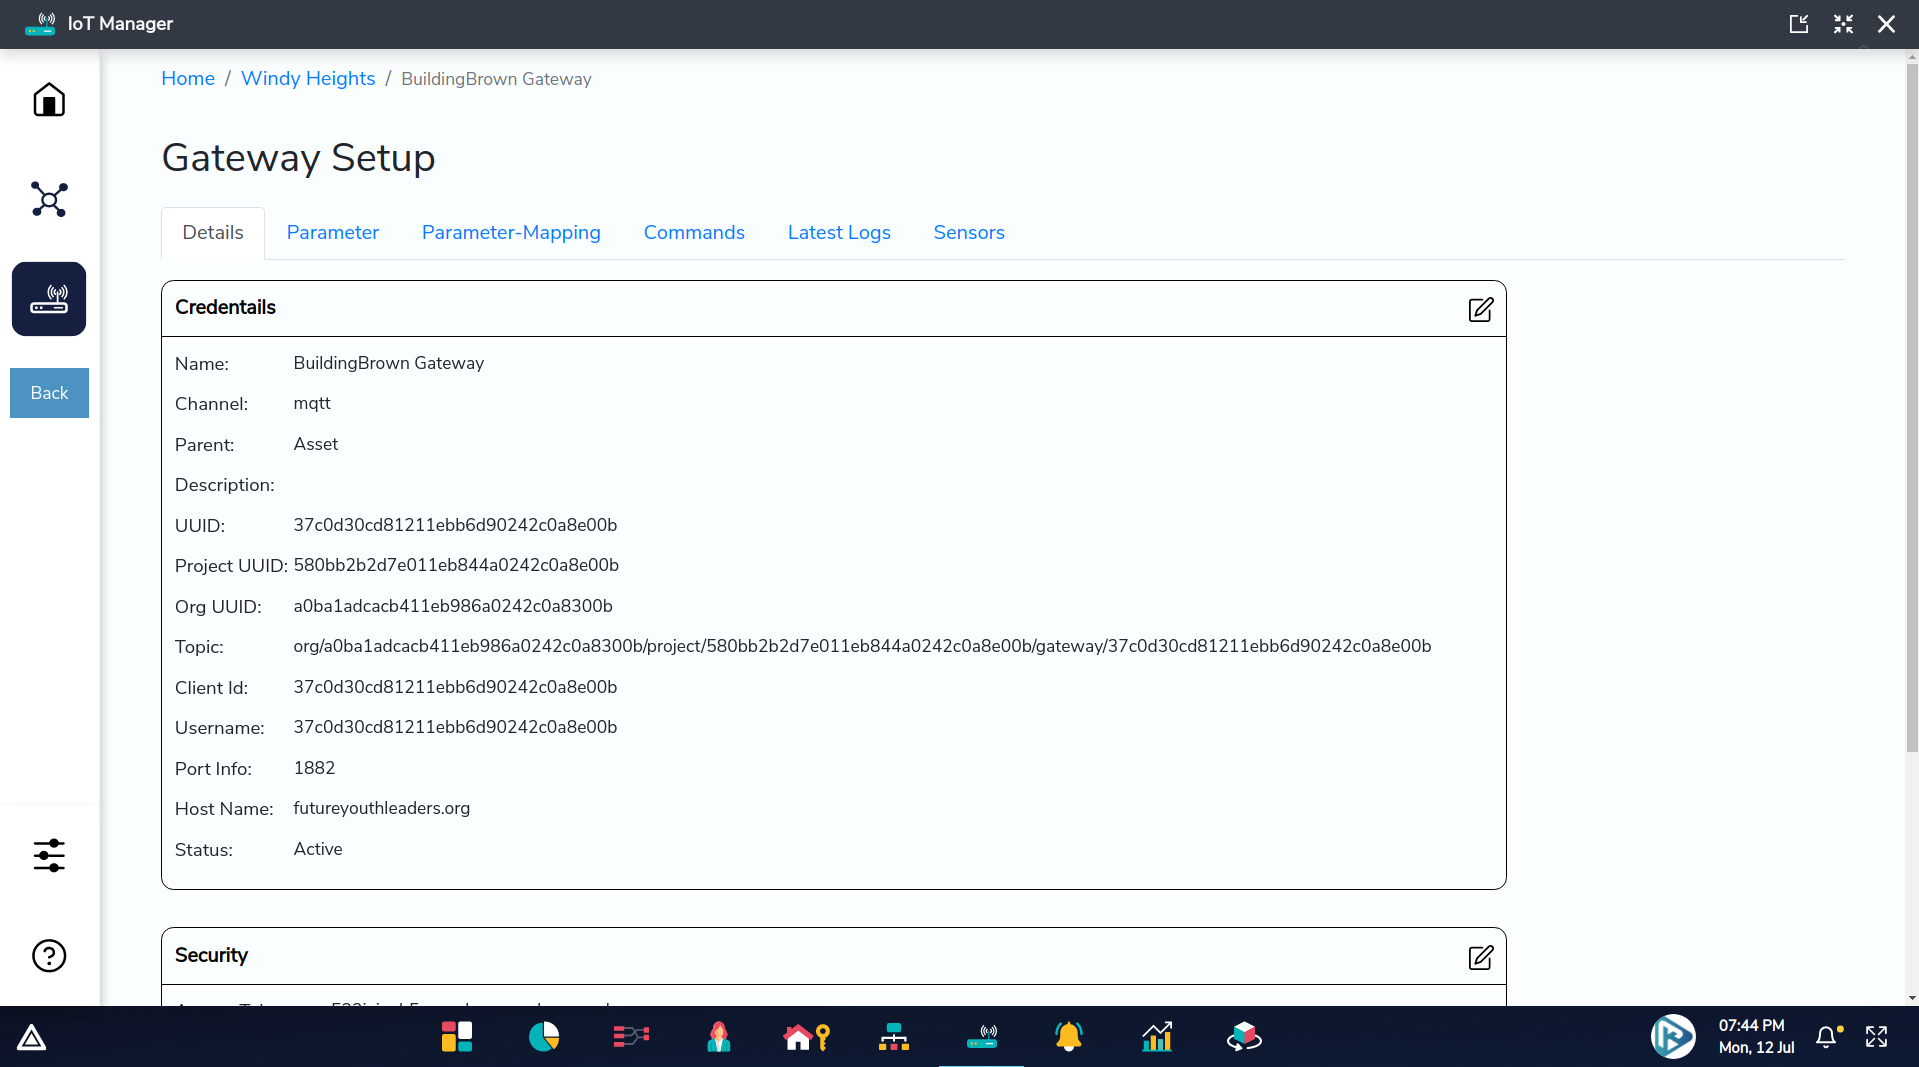 IoT Manager
Home / Windy Heights / BuildingBrown Gateway
Gateway Setup
Details Parameter Parameter-Mapping Commands Latest Logs Sensors
Credentails
Name: BuildingBrown Gateway
Channel: mqtt
Parent: Asset
Description:
UUID: 37c0d30cd81211ebb6d90242c0a8e00b
Project UUID: 580bb2b2d7e011eb844a0242c0a8e00b
Org UUID: a0ba1adcacb411eb986a0242c0a8300b
Topic: org/a0ba1adcacb411eb986a0242c0a8300b/project/580bb2b2d7e011eb844a0242c0a8e00b/gateway/37c0d30cd81211ebb6d90242c0a8e00b
Client Id: 37c0d30cd81211ebb6d90242c0a8e00b
Username: 37c0d30cd81211ebb6d90242c0a8e00b
Port Info: 1882
Host Name: futureyouthleaders.org
Status: Active
Back
Security
07:44 PM
Mon, 12 Jul